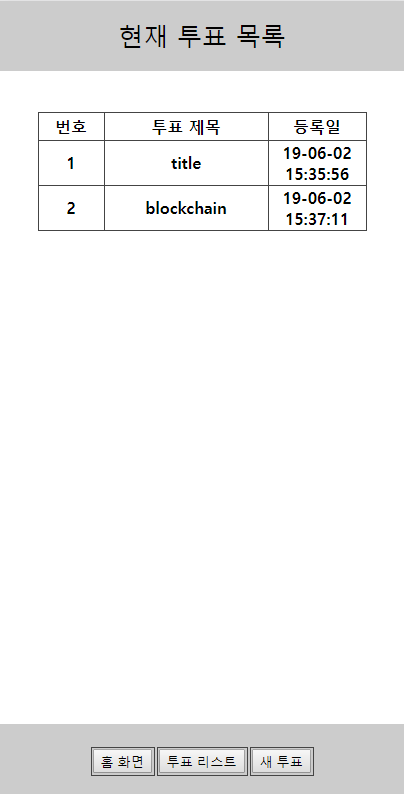 현재 투표 목록
번호 투표 제목 등록일
1 title 19-06-02 15:35:56
2 blockchain 19-06-02 15:37:11
홈 화면 투표 리스트 새 투표